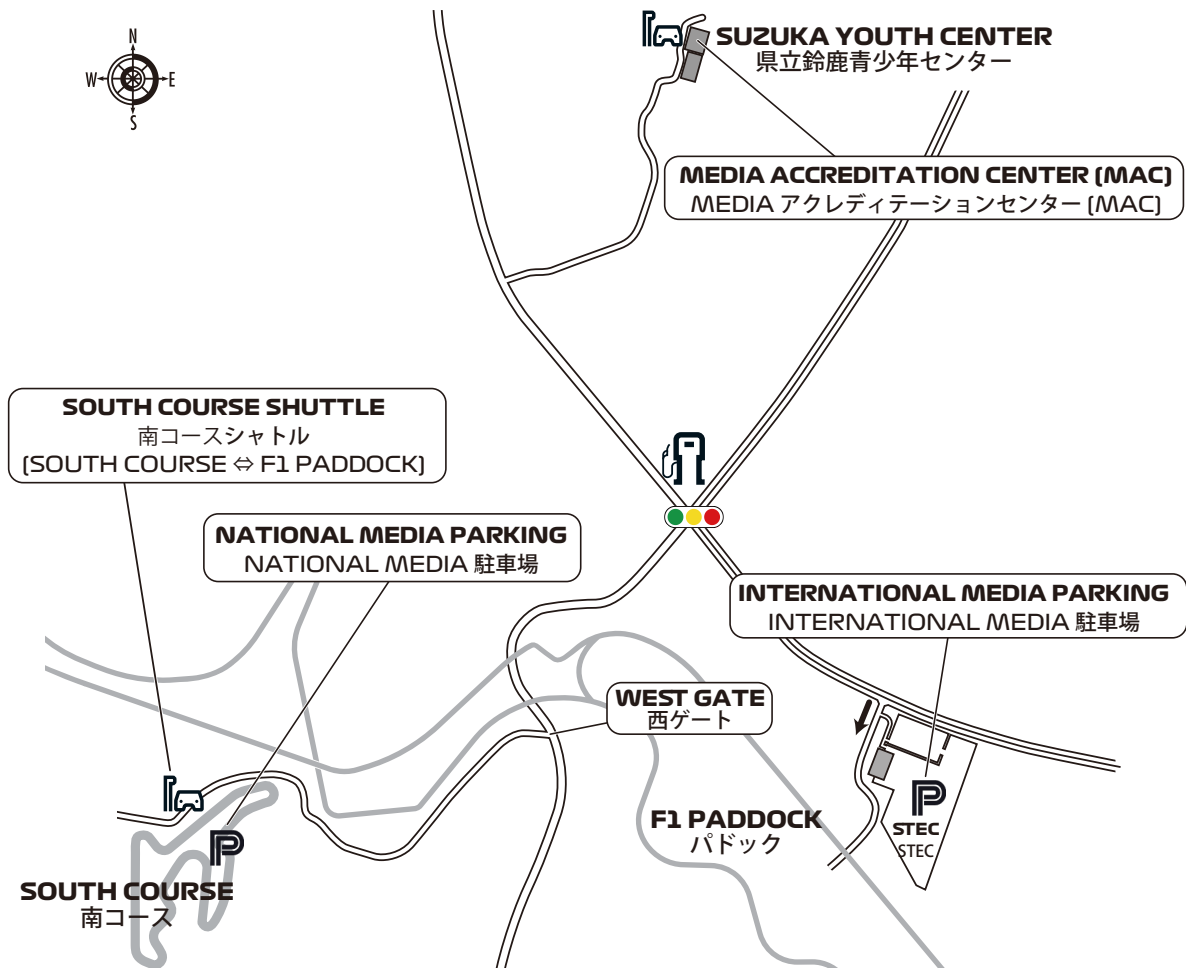 N
W
E
S
SUZUKA YOUTH CENTER
県立鈴鹿青少年センター
MEDIA ACCREDITATION CENTER (MAC)
MEDIA アクレディテーションセンター (MAC)
SOUTH COURSE SHUTTLE
南コースシャトル
(SOUTH COURSE ⇔ F1 PADDOCK)
NATIONAL MEDIA PARKING
NATIONAL MEDIA 駐車場
INTERNATIONAL MEDIA PARKING
INTERNATIONAL MEDIA 駐車場
WEST GATE
西ゲート
F1 PADDOCK
パドック
P
STEC
STEC
P
SOUTH COURSE
南コース